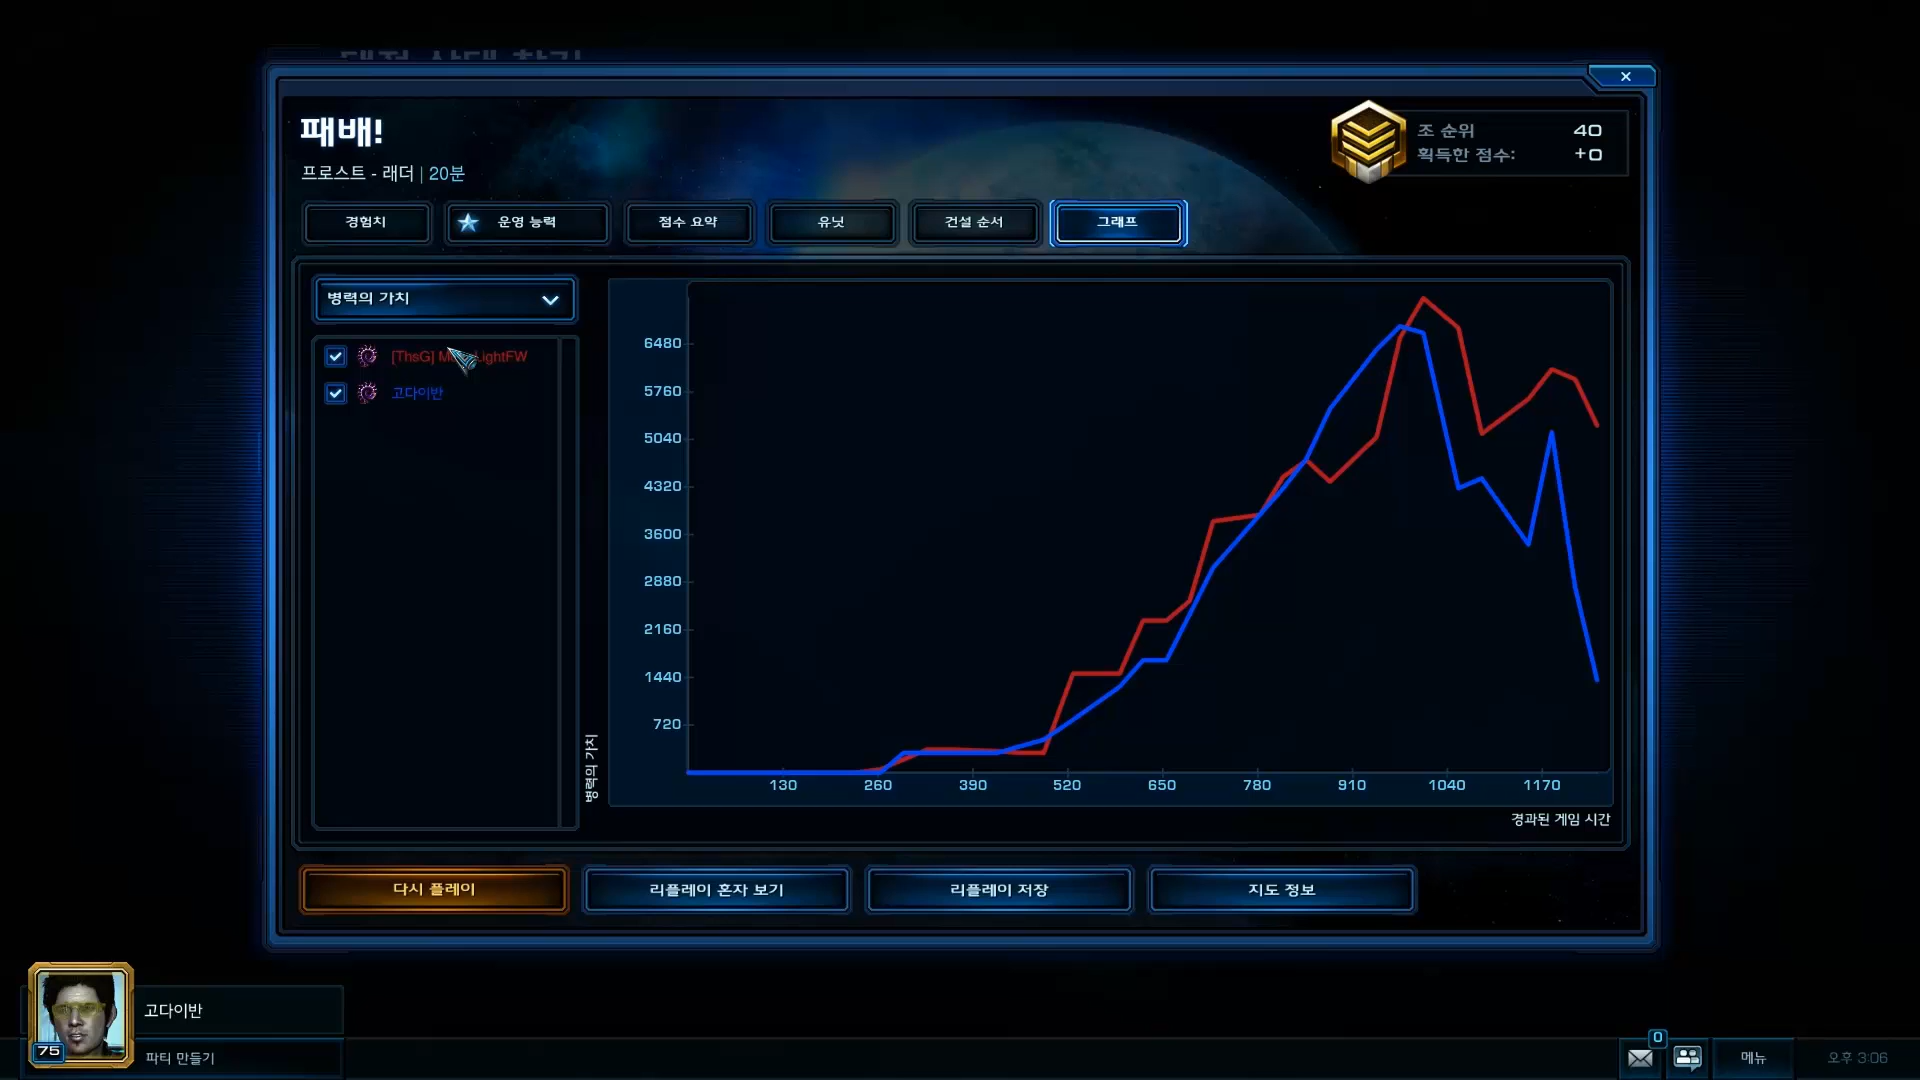 패배!
조 순위 40
획득한 점수: +0
프로스트 - 래더 | 20분
경험치
운영 능력
점수 요약
유닛
건설 순서
그래프
병력의 가치
[ThsG]
고다이반
6480
5760
5040
4320
3600
2880
2160
1440
720
병력의 가치
130 260 390 520 650 780 910 1040 1170
경과된 게임 시간
다시 플레이
리플레이 혼자 보기
리플레이 저장
지도 정보
고다이반
75
파티 만들기
0
메뉴
오후 3:06